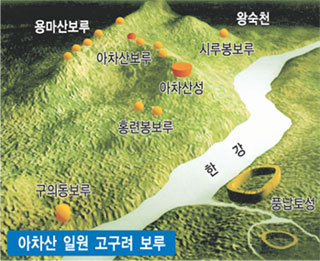 왕숙천
용마산보루
시루봉보루
아차산보루
아차산성
홍련봉보루
한강
구의동보루
풍납토성
아차산 일원 고구려 보루